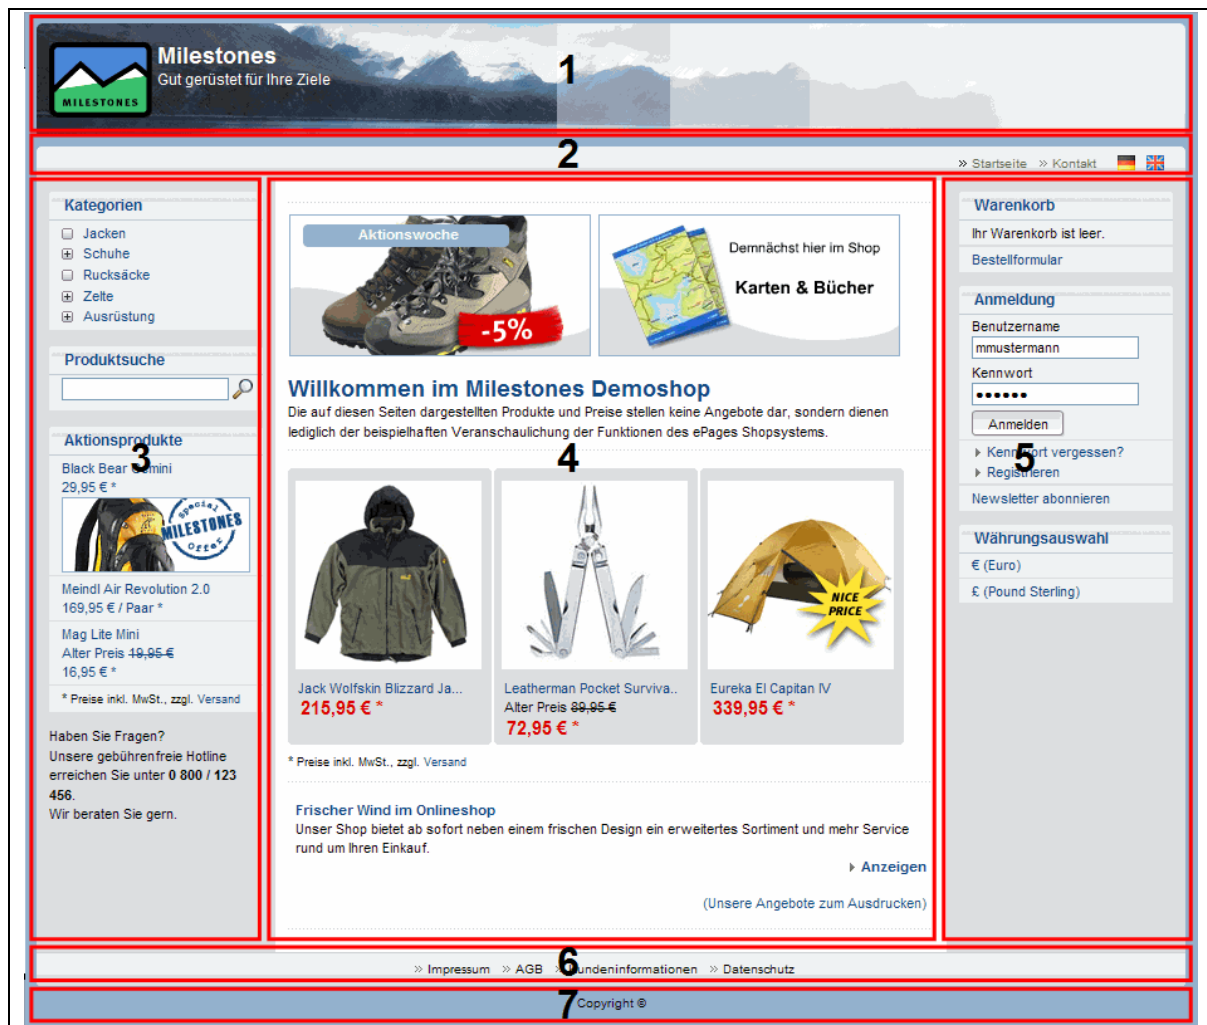 Milestones
Gut gerüstet für Ihre Ziele
MILESTONES
1
2
» Startseite » Kontakt
Kategorien
Jacken
Schuhe
Rucksäcke
Zelte
Ausrüstung
Produktsuche
Aktionsprodukte
3
Black Bear Gemini
29,95 € *
Special
MILESTONES
Offer
Meindl Air Revolution 2.0
169,95 € / Paar *
Mag Lite Mini
Alter Preis 19,95 €
16,95 € *
* Preise inkl. MwSt., zzgl. Versand
Haben Sie Fragen?
Unsere gebührenfreie Hotline
erreichen Sie unter 0 800 / 123
456.
Wir beraten Sie gern.
Aktionswoche
-5%
Demnächst hier im Shop
Karten & Bücher
Willkommen im Milestones Demoshop
Die auf diesen Seiten dargestellten Produkte und Preise stellen keine Angebote dar, sondern dienen
lediglich der beispielhaften Veranschaulichung der Funktionen des ePages Shopsystems.
4
NICE
PRICE
Jack Wolfskin Blizzard Ja...
215,95 € *
Leatherman Pocket Surviva..
Alter Preis 89,95 €
72,95 € *
Eureka El Capitan IV
339,95 € *
* Preise inkl. MwSt., zzgl. Versand
Frischer Wind im Onlineshop
Unser Shop bietet ab sofort neben einem frischen Design ein erweitertes Sortiment und mehr Service
rund um Ihren Einkauf.
Anzeigen
(Unsere Angebote zum Ausdrucken)
Warenkorb
Ihr Warenkorb ist leer.
Bestellformular
Anmeldung
Benutzername
mmustermann
Kennwort
●●●●●●
Anmelden
Kennwort vergessen?
5
Registrieren
Newsletter abonnieren
Währungsauswahl
€ (Euro)
£ (Pound Sterling)
6
» Impressum » AGB » Kundeninformationen » Datenschutz
7
Copyright ©